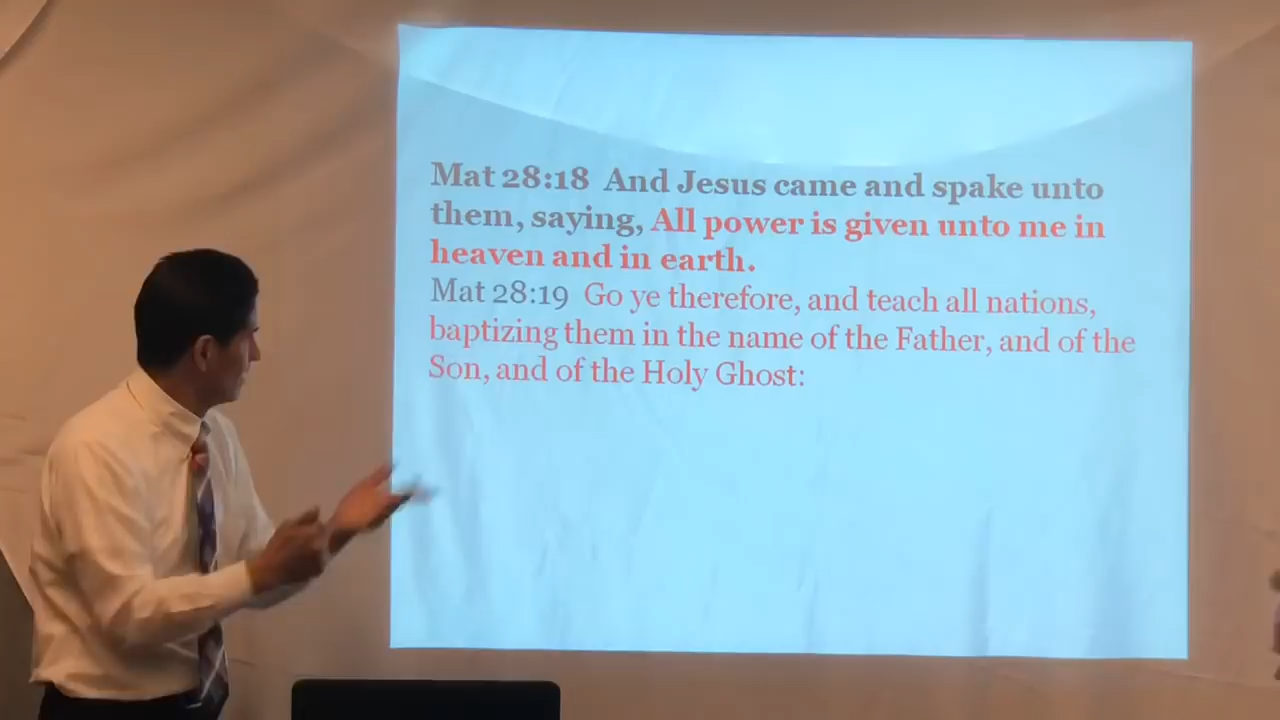 Mat 28:18 And Jesus came and spake unto
them, saying, All power is given unto me in
heaven and in earth.
Mat 28:19 Go ye therefore, and teach all nations,
baptizing them in the name of the Father, and of the
Son, and of the Holy Ghost: